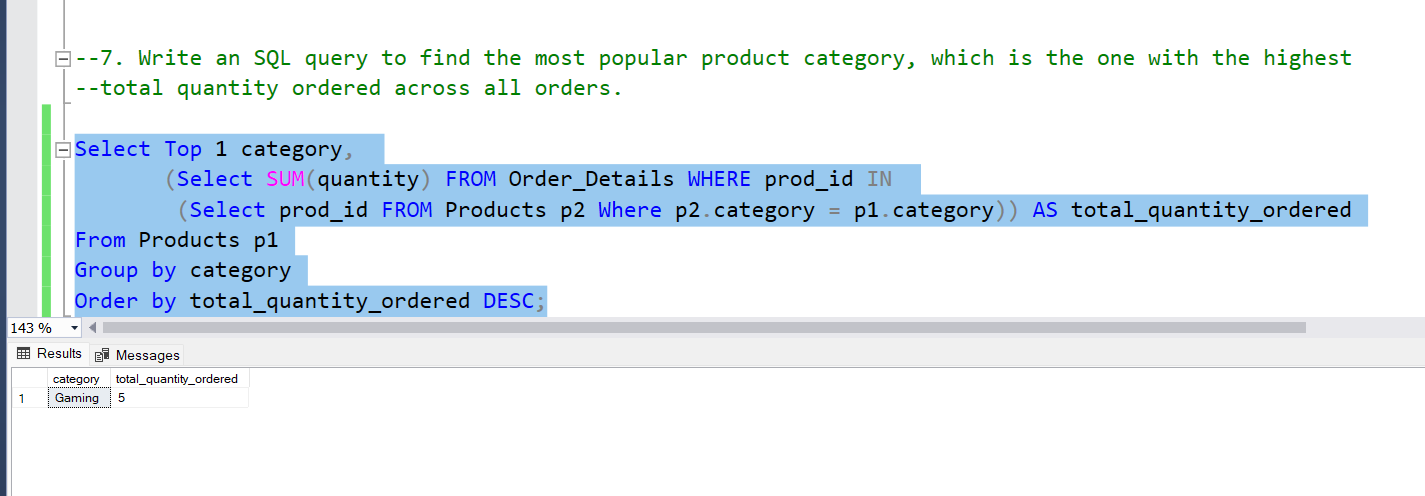 --7. Write an SQL query to find the most popular product category, which is the one with the highest
--total quantity ordered across all orders.
Select Top 1 category,
(Select SUM(quantity) FROM Order_Details WHERE prod_id IN
(Select prod_id FROM Products p2 Where p2.category = p1.category)) AS total_quantity_ordered
From Products p1
Group by category
Order by total_quantity_ordered DESC;
143 %
Results Messages
category total_quantity_ordered
1 Gaming 5